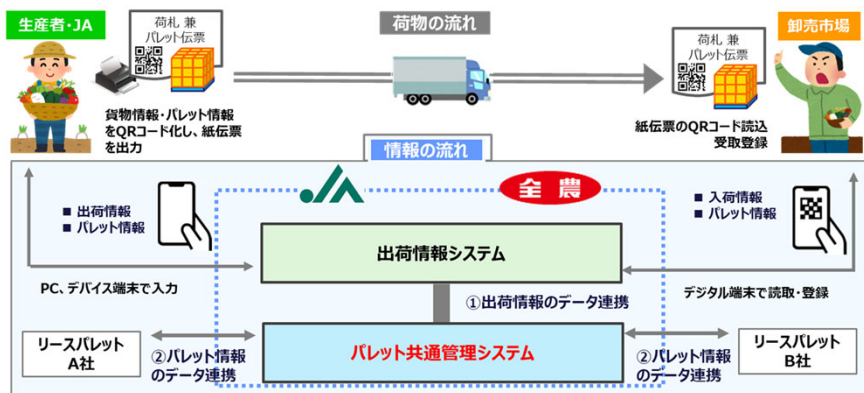 生産者・JA
荷物の流れ
卸売市場
荷札 兼
パレット伝票
荷札 兼
パレット伝票
貨物情報・パレット情報
をQRコード化し、紙伝票
を出力
紙伝票のQRコード読込
受取登録
情報の流れ
JA
全農
■ 出荷情報
■ パレット情報
■ 入荷情報
■ パレット情報
出荷情報システム
PC、デバイス端末で入力
①出荷情報のデータ連携
デジタル端末で読取・登録
リースパレット
A社
②パレット情報
のデータ連携
パレット共通管理システム
②パレット情報
のデータ連携
リースパレット
B社